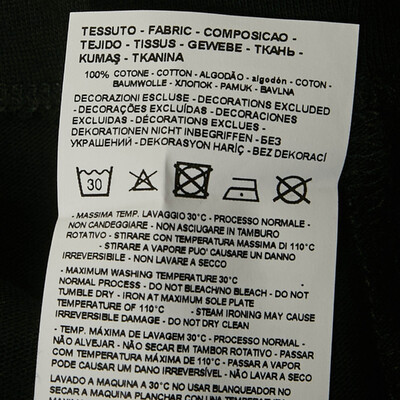 TESSUTO - FABRIC - COMPOSICAO -
TEJIDO - TISSUS - GEWEBE - ТКАНЬ -
KUMAŞ - TKANINA
100% COTONE - COTTON - ALGODÃO - algodón - COTON -
BAUMWOLLE - ХЛОПОК - PAMUK - BAVLNA
DECORAZIONI ESCLUSE - DECORATIONS EXCLUDED
- DECORAÇÕES EXCLUÍDAS - DECORACIONES
EXCLUIDAS - DÉCORATIONS EXCLUES -
DEKORATIONEN NICHT INBEGRIFFEN - БЕЗ
УКРАШЕНИЙ - DEKORASYON HARİÇ - BEZ DEKORACÍ
30
- MASSIMA TEMP. LAVAGGIO 30°C - PROCESSO NORMALE -
NON CANDEGGIARE - NON ASCIUGARE IN TAMBURO
ROTATIVO - STIRARE CON TEMPERATURA MASSIMA DI 110°C
- STIRARE A VAPORE PUO' CAUSARE UN DANNO
IRREVERSIBILE - NON LAVARE A SECCO
- MAXIMUM WASHING TEMPERATURE 30°C
NORMAL PROCESS - DO NOT BLEACH/NO BLEACH - DO NOT
TUMBLE DRY - IRON AT MAXIMUM SOLE PLATE
TEMPERATURE OF 110°C - STEAM IRONING MAY CAUSE
IRREVERSIBLE DAMAGE - DO NOT DRY CLEAN
- TEMP. MÁXIMA DE LAVAGEM 30°C - PROCESSO NORMAL -
NÃO ALVEJAR - NÃO SECAR EM TAMBOR ROTATIVO - PASSAR
COM TEMPERATURA MÁXIMA DE 110°C - PASSAR A VAPOR
PODE CAUSAR UM DANO IRREVERSÍVEL - NÃO LAVAR A SECO
LAVADO A MAQUINA A 30°C NO USAR BLANQUEADOR NO
SECAR A MAQUINA PLANCHAR CON UNA TEMPERATURA